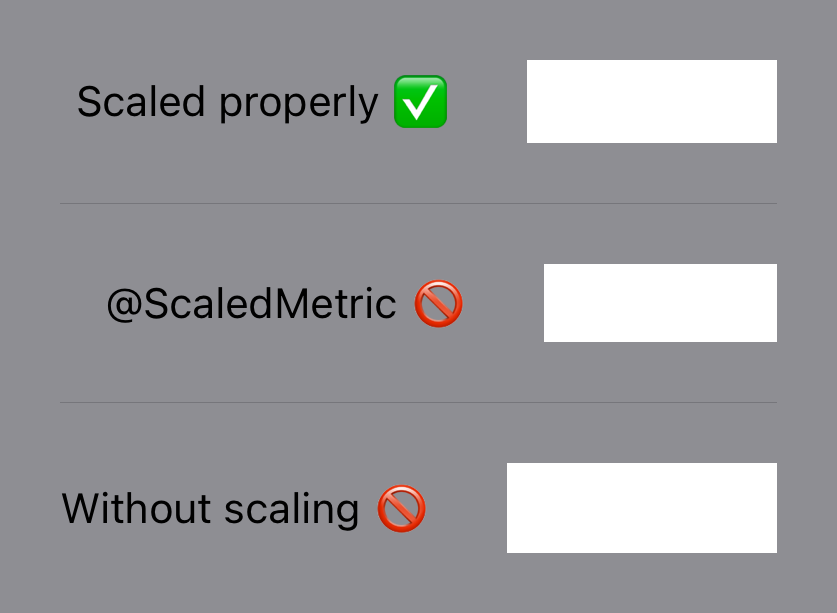 Scaled properly ✅
@ScaledMetric 🚫
Without scaling 🚫